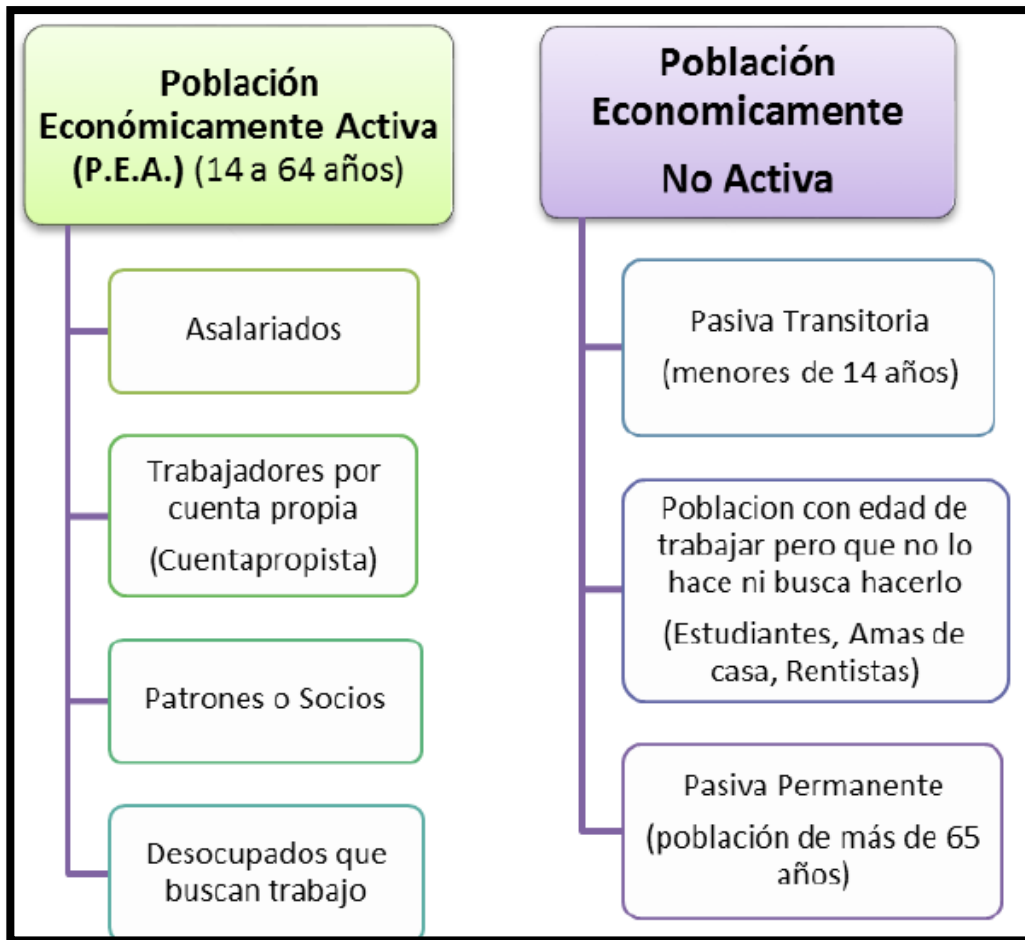 Población
Económicamente Activa
(P.E.A.) (14 a 64 años)
Asalariados
Trabajadores por
cuenta propia
(Cuentapropista)
Patrones o Socios
Desocupados que
buscan trabajo
Población
Economicamente
No Activa
Pasiva Transitoria
(menores de 14 años)
Poblacion con edad de
trabajar pero que no lo
hace ni busca hacerlo
(Estudiantes, Amas de
casa, Rentistas)
Pasiva Permanente
(población de más de 65
años)